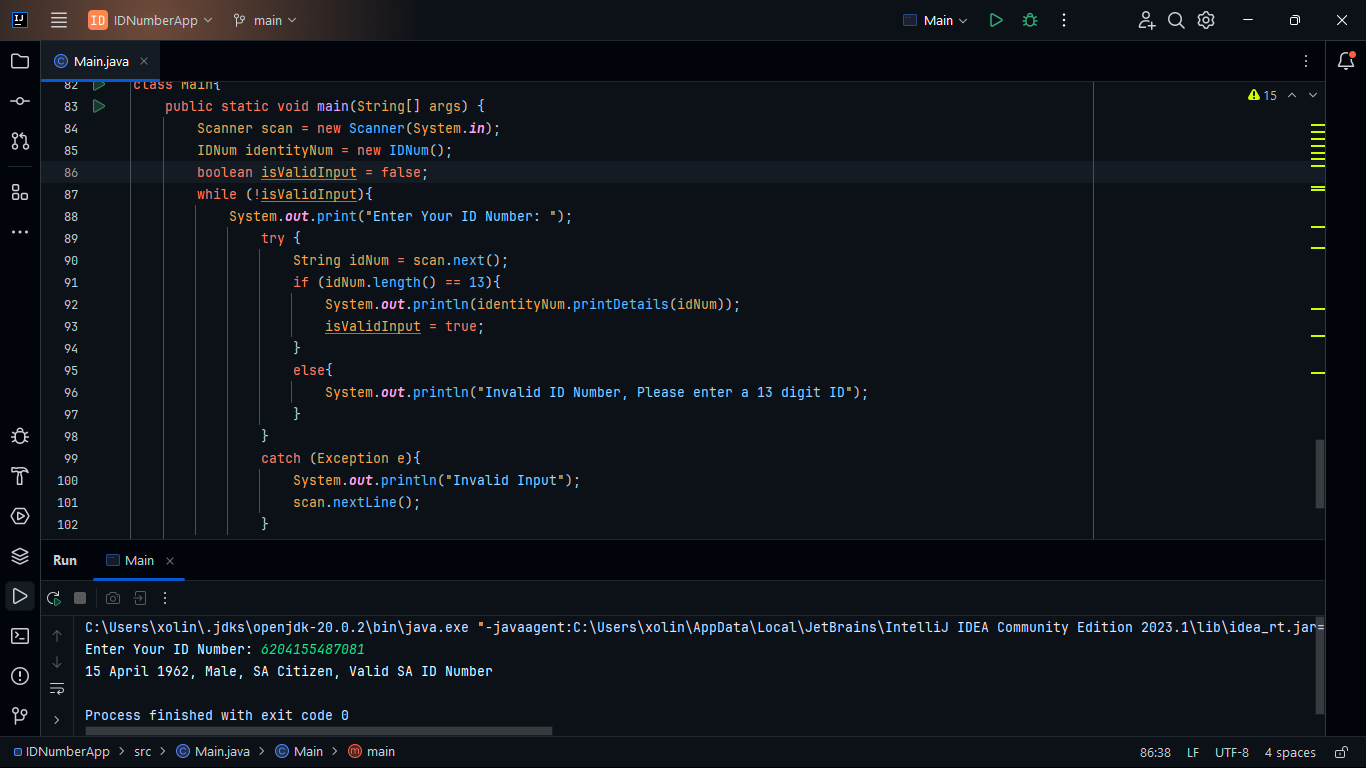 IJ ID IDNumberApp main Main
Main.java
15
82 class Main{
83 public static void main(String[] args) {
84 Scanner scan = new Scanner(System.in);
85 IDNum identityNum = new IDNum();
86 boolean isValidInput = false;
87 while (!isValidInput){
88 System.out.print("Enter Your ID Number: ");
89 try {
90 String idNum = scan.next();
91 if (idNum.length() == 13){
92 System.out.println(identityNum.printDetails(idNum));
93 isValidInput = true;
94 }
95 else{
96 System.out.println("Invalid ID Number, Please enter a 13 digit ID");
97 }
98 }
99 catch (Exception e){
100 System.out.println("Invalid Input");
101 scan.nextLine();
102 }
Run Main
C:\Users\xolin\.jdks\openjdk-20.0.2\bin\java.exe "-javaagent:C:\Users\xolin\AppData\Local\JetBrains\IntelliJ IDEA Community Edition 2023.1\lib\idea_rt.jar=
Enter Your ID Number: 6204155487081
15 April 1962, Male, SA Citizen, Valid SA ID Number
Process finished with exit code 0
IDNumberApp > src > Main.java > Main > main 86:38 LF UTF-8 4 spaces